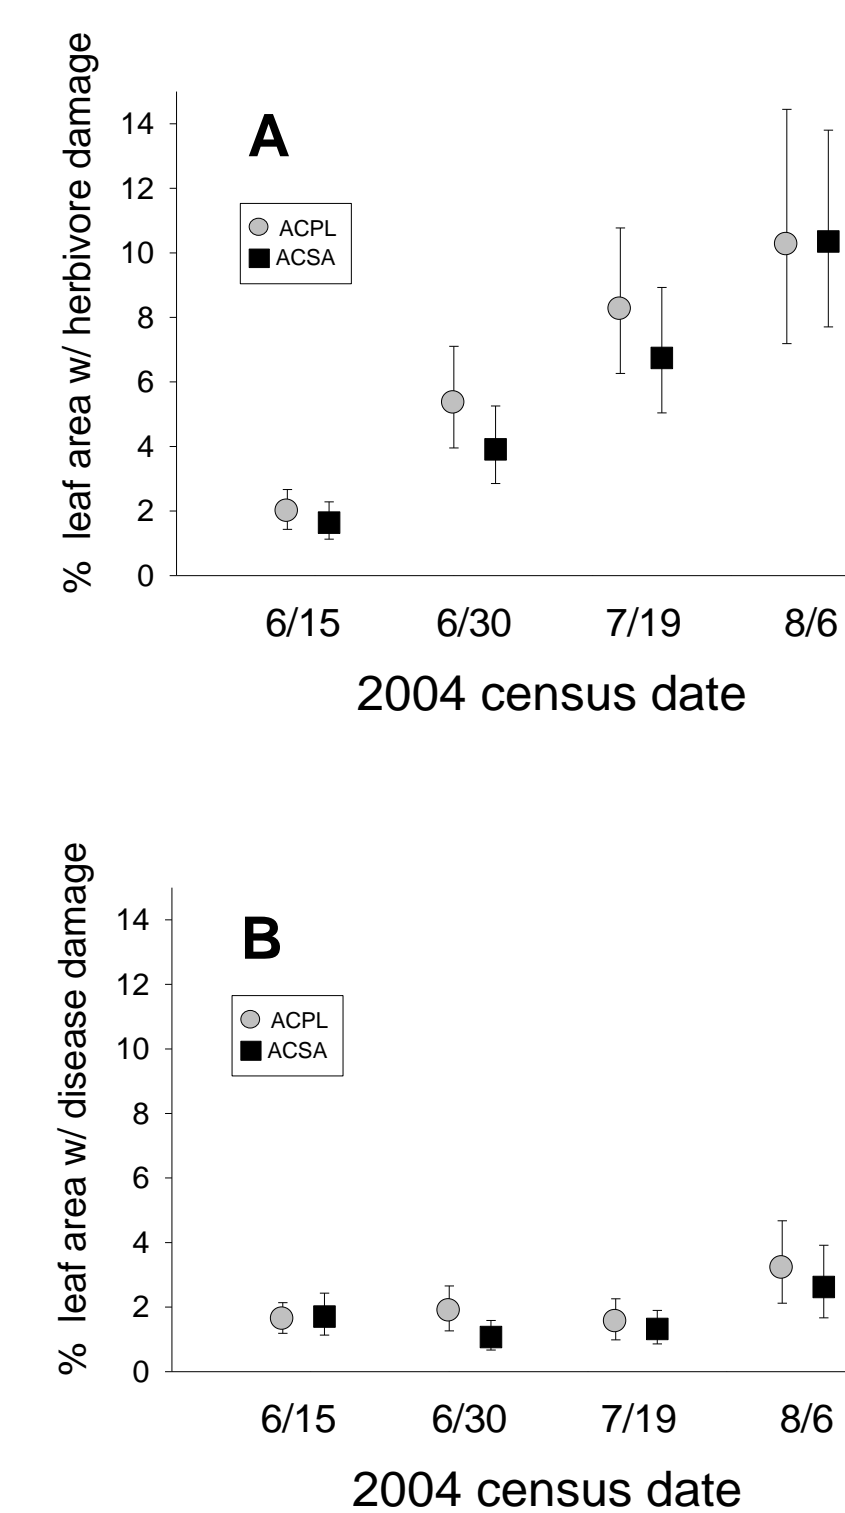 % leaf area w/ herbivore damage
A
14
12
10
8
6
4
2
0
ACPL
ACSA
6/15 6/30 7/19 8/6
2004 census date
% leaf area w/ disease damage
B
14
12
10
8
6
4
2
0
ACPL
ACSA
6/15 6/30 7/19 8/6
2004 census date